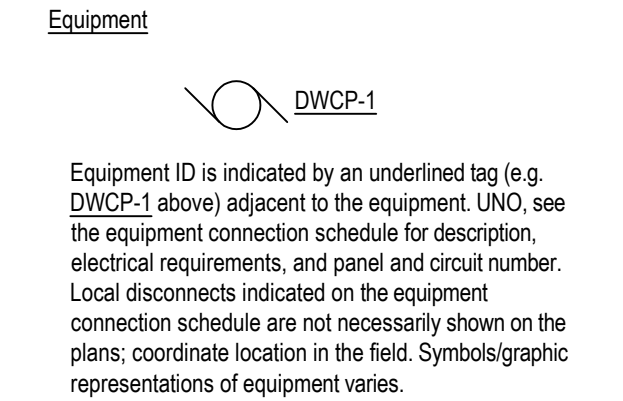 Equipment
DWCP-1
Equipment ID is indicated by an underlined tag (e.g.
DWCP-1 above) adjacent to the equipment. UNO, see
the equipment connection schedule for description,
electrical requirements, and panel and circuit number.
Local disconnects indicated on the equipment
connection schedule are not necessarily shown on the
plans; coordinate location in the field. Symbols/graphic
representations of equipment varies.